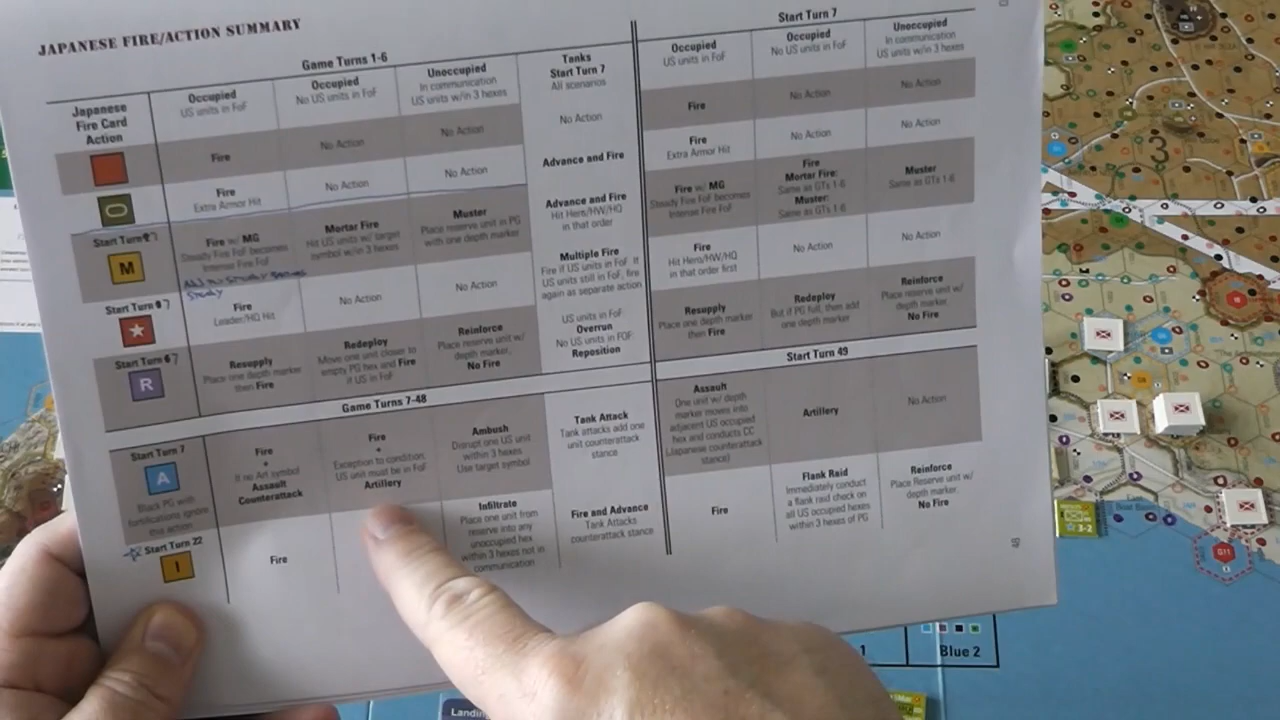 JAPANESE FIRE/ACTION SUMMARY
Game Turns 1-6
Start Turn 7
Japanese
Fire Card
Action
Occupied
US units in FoF
Occupied
No US units in FoF
Unoccupied
In communication
US units w/in 3 hexes
Tanks
Start Turn 7
All scenarios
Occupied
US units in FoF
Occupied
No US units in FoF
Unoccupied
In communication
US units w/in 3 hexes
Fire
No Action
No Action
No Action
Fire
No Action
No Action
Fire
Extra Armor Hit
No Action
No Action
Advance and Fire
Fire
Extra Armor Hit
No Action
No Action
M
Fire w/ MG
Steady Fire FoF becomes
Intense Fire FoF
Mortar Fire
Hit US units w/ target
symbol w/in 3 hexes
Muster
Place reserve unit in PG
with one depth marker
Advance and Fire
Hit Hero/HW/HQ
in that order
Fire w/ MG
Steady Fire FoF becomes
Intense Fire FoF
Fire
Mortar Fire:
Same as GTs 1-6
Muster:
Same as GTs 1-6
Muster
Same as GTs 1-6
Fire
Leader/HQ Hit
No Action
No Action
Multiple Fire
Fire if US units in FoF. If
US units still in FoF, fire
again as separate action
Fire
Hit Hero/HW/HQ
in that order first
No Action
No Action
R
Resupply
Place one depth marker
then Fire
Redeploy
Move one unit closer to
empty PG hex and Fire
if US in FoF
Reinforce
Place reserve unit w/
depth marker.
No Fire
US units in FoF:
Overrun
No US units in FOF:
Reposition
Resupply
Place one depth marker
then Fire
Redeploy
But if PG full, then add
one depth marker
Reinforce
Place reserve unit w/
depth marker.
No Fire
Game Turns 7-48
Start Turn 49
Start Turn 7
A
Black PG with
fortifications ignore
this action
Fire
+
If no Art symbol
Assault
Counterattack
Fire
+
Exception to condition,
US unit must be in FoF
Artillery
Ambush
Disrupt one US unit
within 3 hexes
Use target symbol
Tank Attack
Tank attacks add one
unit counterattack
stance
Assault
One unit w/ depth
marker moves into
adjacent US occupied
hex and conducts CC
(Japanese counterattack
stance)
Artillery
No Action
Start Turn 22
I
Fire
Infiltrate
Place one unit from
reserve into any
unoccupied hex
within 3 hexes not in
communication
Fire and Advance
Tank Attacks
counterattack stance
Fire
Flank Raid
Immediately conduct
a flank raid check on
all US occupied hexes
within 3 hexes of PG
Reinforce
Place Reserve unit w/
depth marker.
No Fire
48
3
3-2
G11
1
Blue 2
Landin